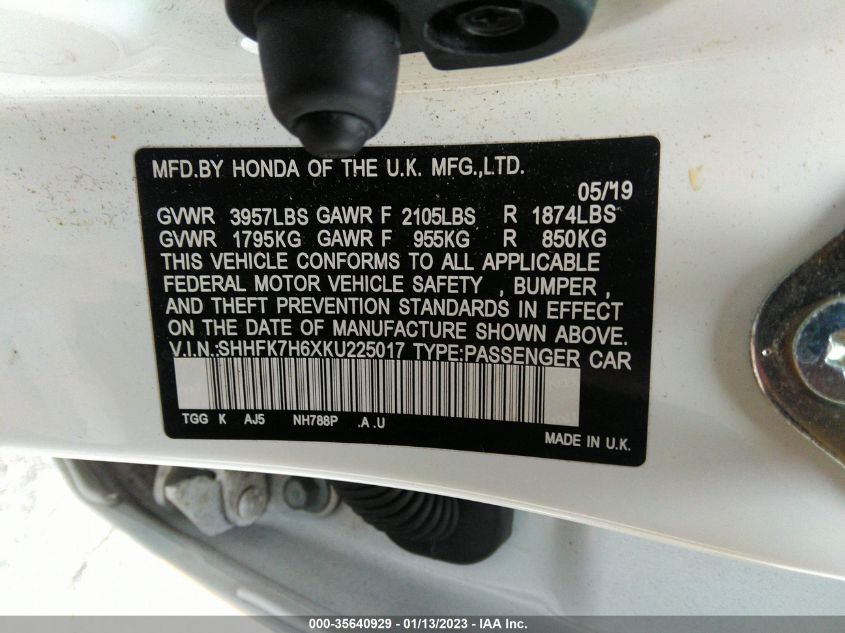 MFD.BY HONDA OF THE U.K. MFG.,LTD.
05/19
GVWR 3957LBS GAWR F 2105LBS R 1874LBS
GVWR 1795KG GAWR F 955KG R 850KG
THIS VEHICLE CONFORMS TO ALL APPLICABLE
FEDERAL MOTOR VEHICLE SAFETY , BUMPER ,
AND THEFT PREVENTION STANDARDS IN EFFECT
ON THE DATE OF MANUFACTURE SHOWN ABOVE.
V.I.N.:SHHFK7H6XKU225017 TYPE:PASSENGER CAR
TGG K AJ5 NH788P .A .U
MADE IN U.K.
000-35640929 — 01/13/2023 — IAA Inc.